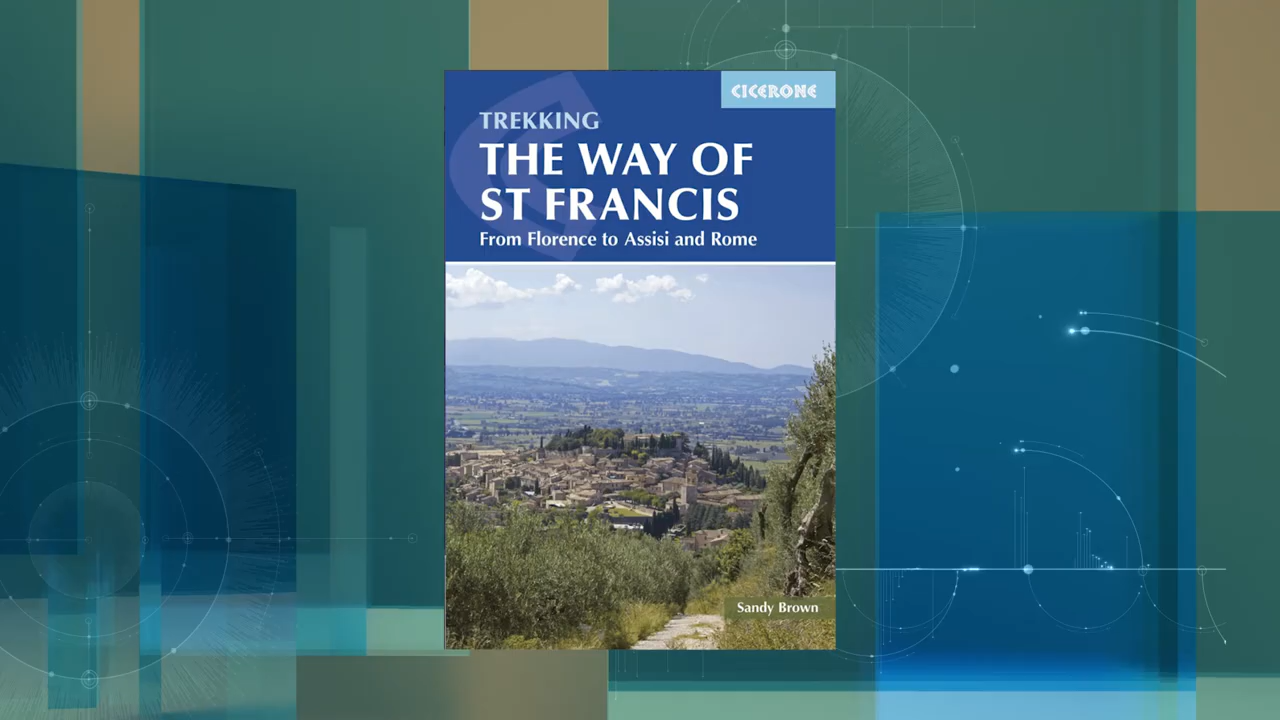 CICERONE
TREKKING
THE WAY OF
ST FRANCIS
From Florence to Assisi and Rome
Sandy Brown